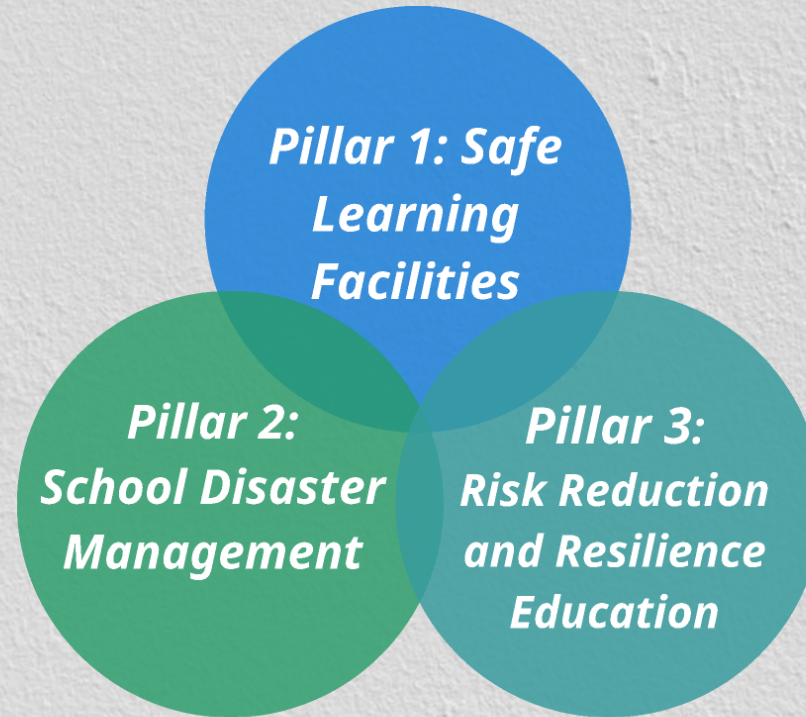 Pillar 1: Safe
Learning
Facilities
Pillar 2:
School Disaster
Management
Pillar 3:
Risk Reduction
and Resilience
Education